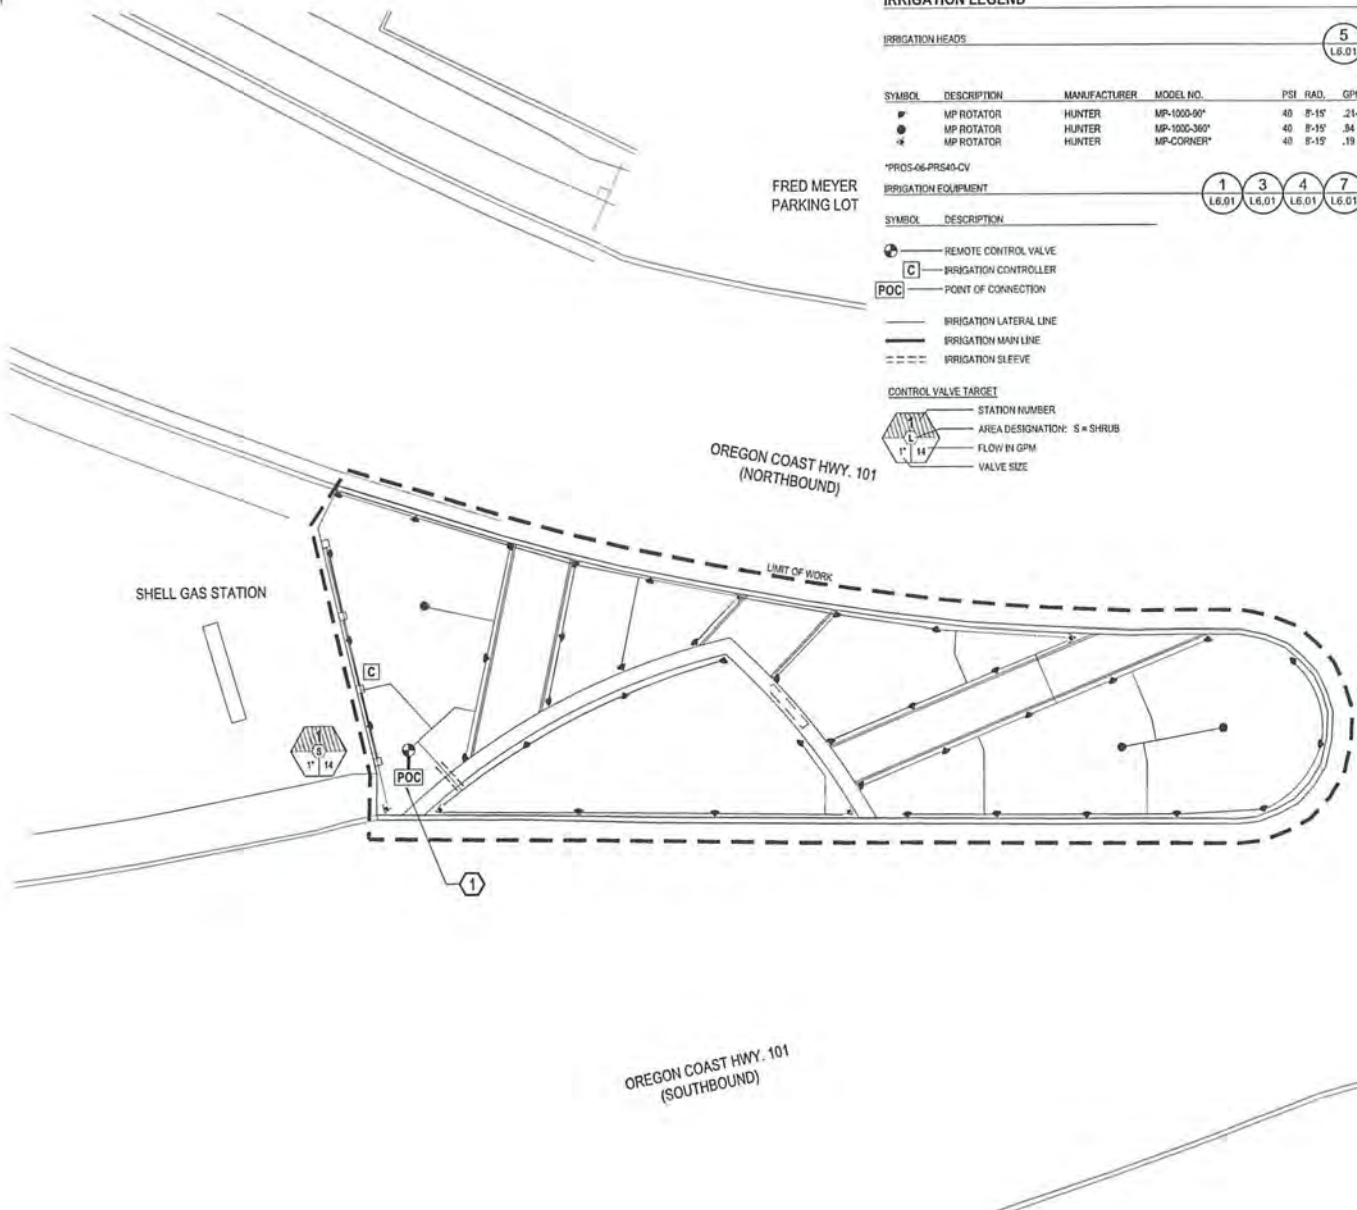 IRRIGATION LEGEND
IRRIGATION HEADS
5
L6.01
SYMBOL DESCRIPTION MANUFACTURER MODEL NO. PSI RAD.
MP ROTATOR HUNTER MP-1000-90* 40 8'-15' .21
MP ROTATOR HUNTER MP-1000-360* 40 8'-15' .84
MP ROTATOR HUNTER MP-CORNER* 40 8'-15' .19
*PROS-06-PRS40-CV
IRRIGATION EQUIPMENT
1 3 4 7
L6.01 L6.01 L6.01 L6.01
SYMBOL DESCRIPTION
REMOTE CONTROL VALVE
C IRRIGATION CONTROLLER
POC POINT OF CONNECTION
IRRIGATION LATERAL LINE
IRRIGATION MAIN LINE
IRRIGATION SLEEVE
CONTROL VALVE TARGET
STATION NUMBER
AREA DESIGNATION: S = SHRUB
FLOW IN GPM
VALVE SIZE
1
L
1" 14
FRED MEYER
PARKING LOT
OREGON COAST HWY. 101
(NORTHBOUND)
LIMIT OF WORK
SHELL GAS STATION
C
1
S
1" 14
POC
1
OREGON COAST HWY. 101
(SOUTHBOUND)